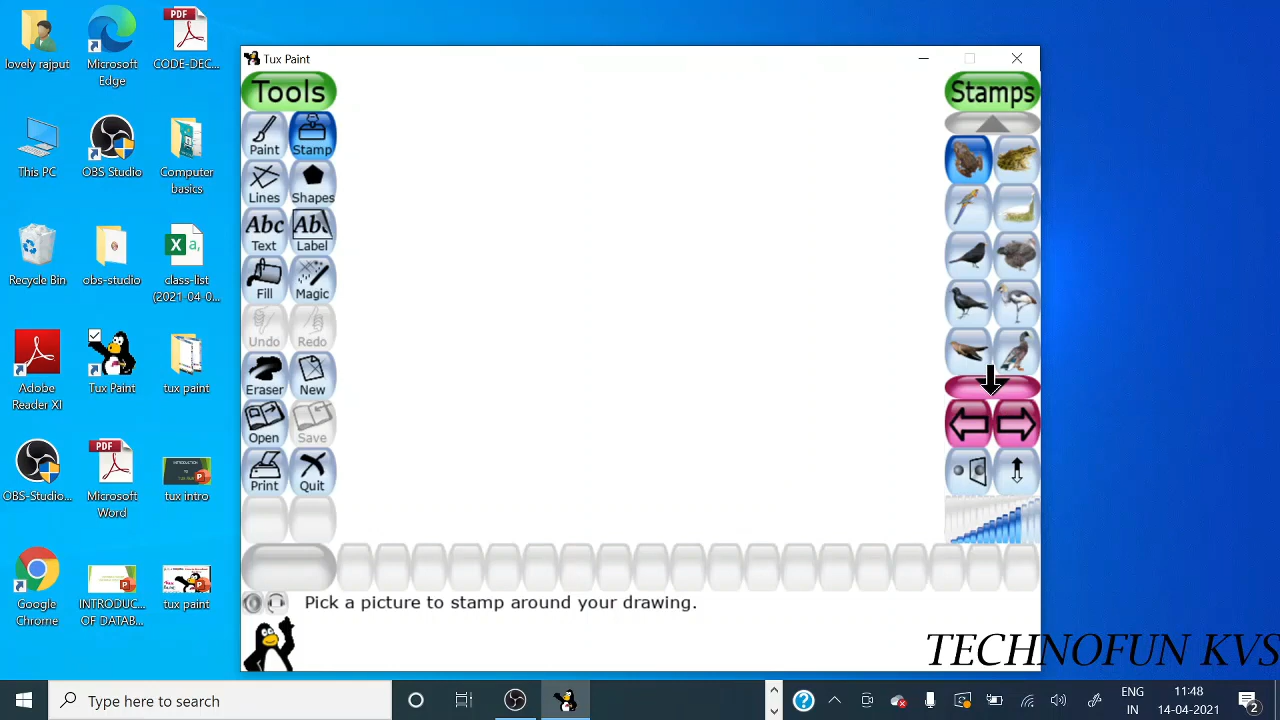 lovely rajput
Microsoft Edge
PDF
CODE-DEC...
This PC
OBS Studio
Computer basics
Recycle Bin
obs-studio
class-list (2021-04-0...
Adobe Reader XI
Tux Paint
tux paint
OBS-Studio...
PDF
Microsoft Word
tux intro
Google Chrome
INTRODUC... OF DATAB...
tux paint
Tux Paint
Tools
Paint
Stamp
Lines
Shapes
Abc
Text
Label
Fill
Magic
Undo
Redo
Eraser
New
Open
Save
Print
Quit
Stamps
Pick a picture to stamp around your drawing.
TECHNOFUN KVS
Type here to search
ENG
IN
11:48
14-04-2021
2